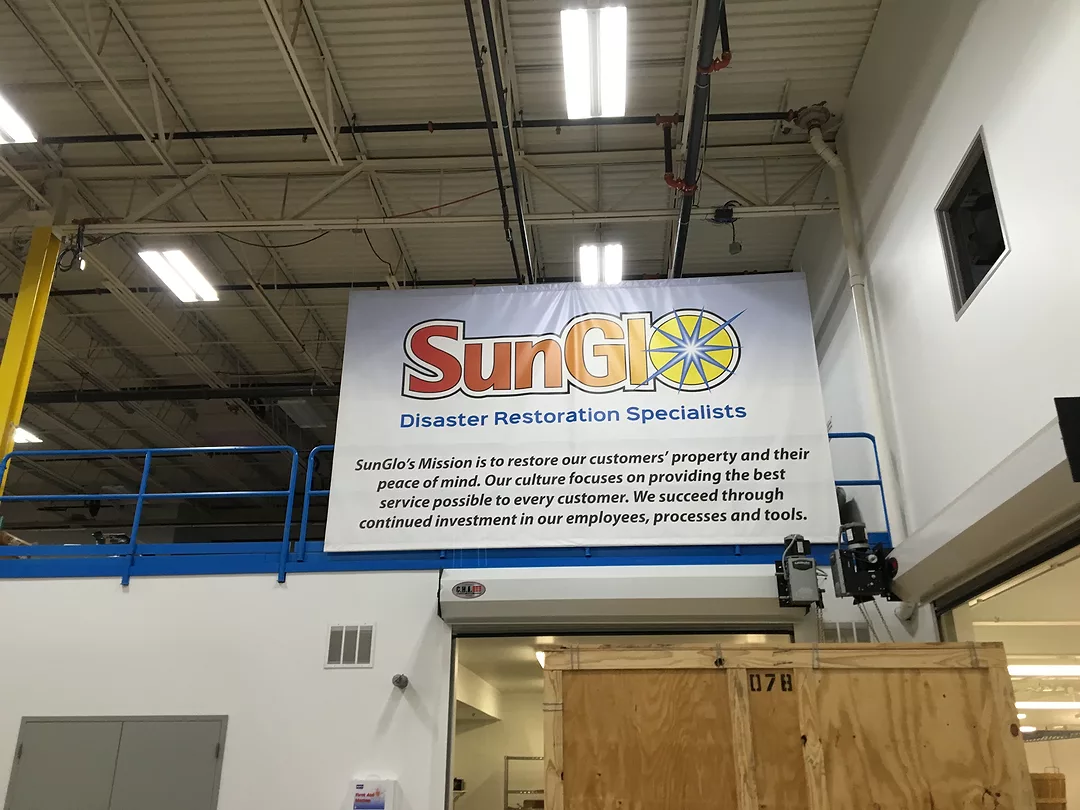 SunGlo
Disaster Restoration Specialists
SunGlo's Mission is to restore our customers' property and their
peace of mind. Our culture focuses on providing the best
service possible to every customer. We succeed through
continued investment in our employees, processes and tools.
C.H.I.
078
First Aid